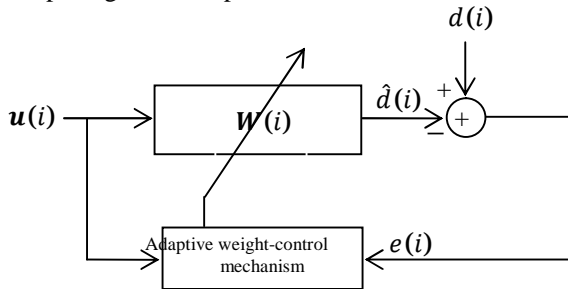 d(i)
+
u(i)
W(i)
d̂(i)
+
−
Adaptive weight-control
mechanism
e(i)